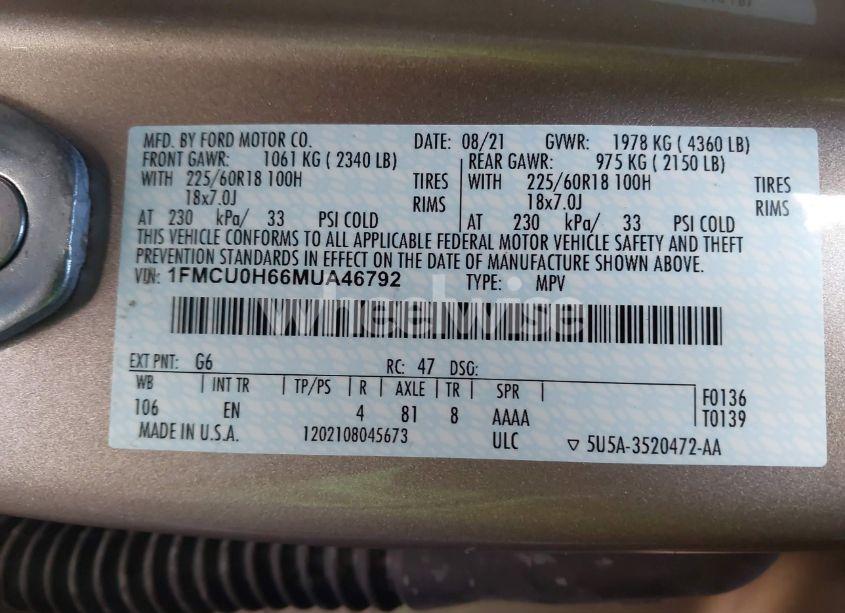 MFD. BY FORD MOTOR CO. DATE: 08/21 GVWR: 1978 KG ( 4360 LB)
FRONT GAWR: 1061 KG ( 2340 LB) REAR GAWR: 975 KG ( 2150 LB)
WITH 225/60R18 100H TIRES WITH 225/60R18 100H TIRES
18x7.0J RIMS 18x7.0J RIMS
AT 230 kPa/ 33 PSI COLD AT 230 kPa/ 33 PSI COLD
THIS VEHICLE CONFORMS TO ALL APPLICABLE FEDERAL MOTOR VEHICLE SAFETY AND THEFT
PREVENTION STANDARDS IN EFFECT ON THE DATE OF MANUFACTURE SHOWN ABOVE.
VIN: 1FMCU0H66MUA46792 TYPE: MPV
wheelwise
EXT PNT: G6 RC: 47 DSO:
WB INT TR TP/PS R AXLE TR SPR F0136
106 EN 4 81 8 AAAA T0139
MADE IN U.S.A. 1202108045673 ULC ▽ 5U5A-3520472-AA